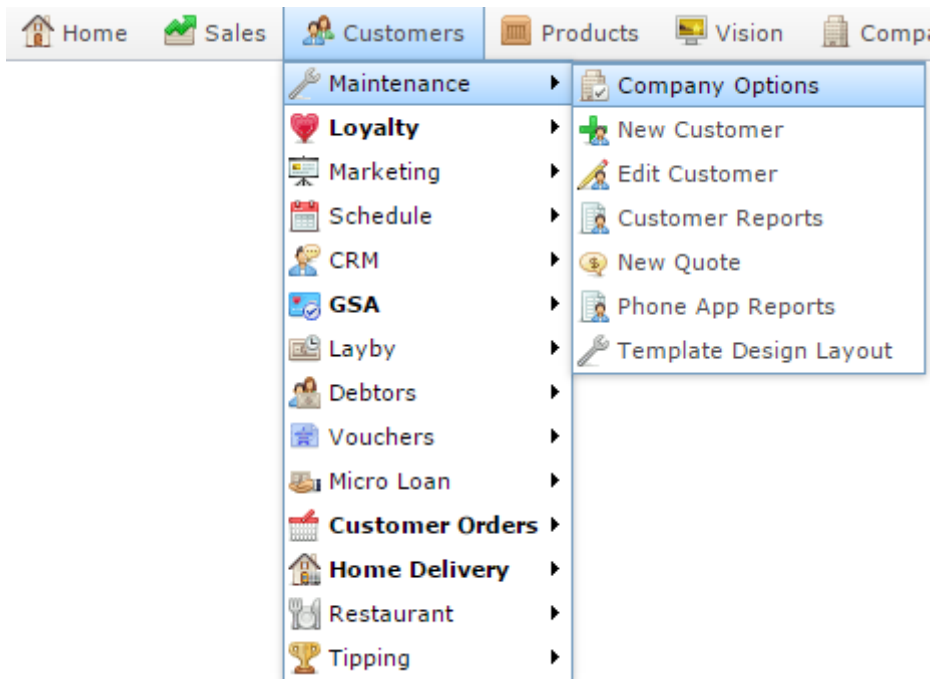 Home Sales Customers Products Vision
Maintenance
Loyalty
Marketing
Schedule
CRM
GSA
Layby
Debtors
Vouchers
Micro Loan
Customer Orders
Home Delivery
Restaurant
Tipping
Company Options
New Customer
Edit Customer
Customer Reports
New Quote
Phone App Reports
Template Design Layout